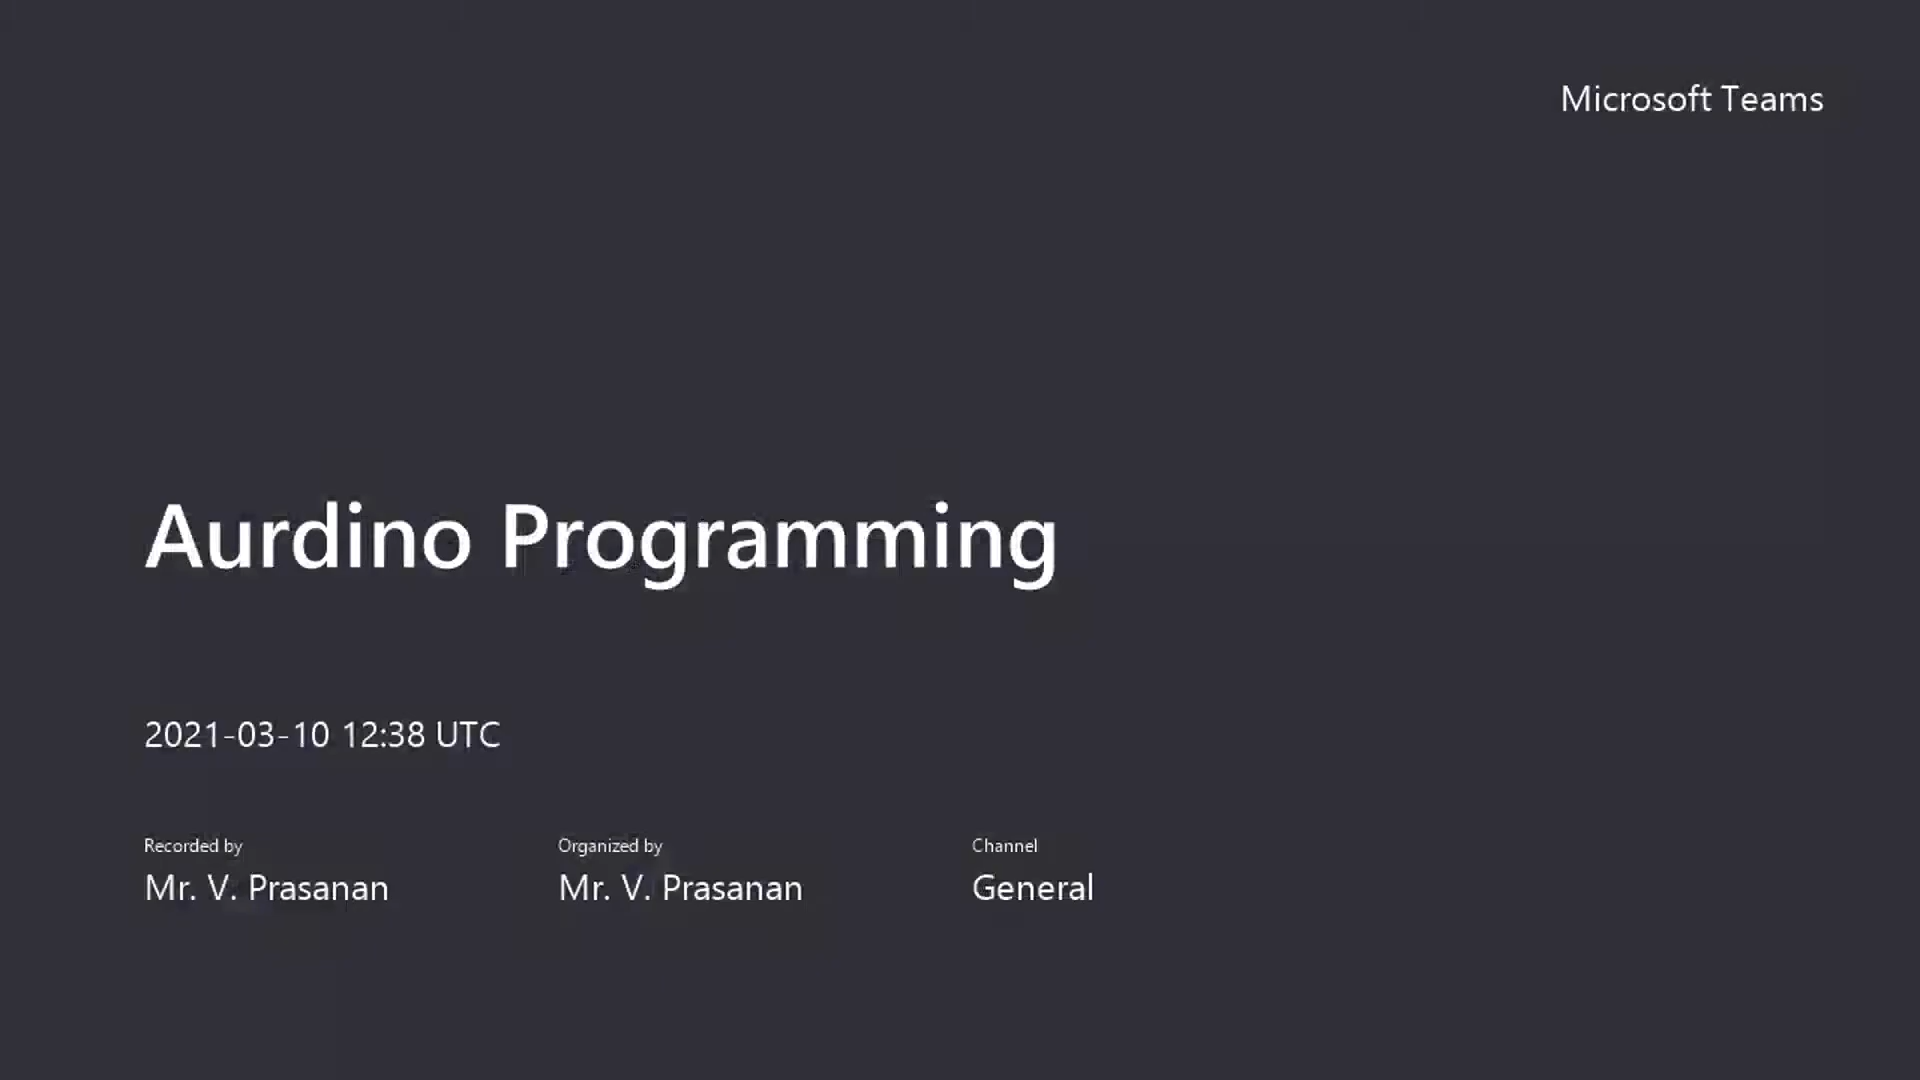 Microsoft Teams
Aurdino Programming
2021-03-10 12:38 UTC
Recorded by
Mr. V. Prasanan
Organized by
Mr. V. Prasanan
Channel
General